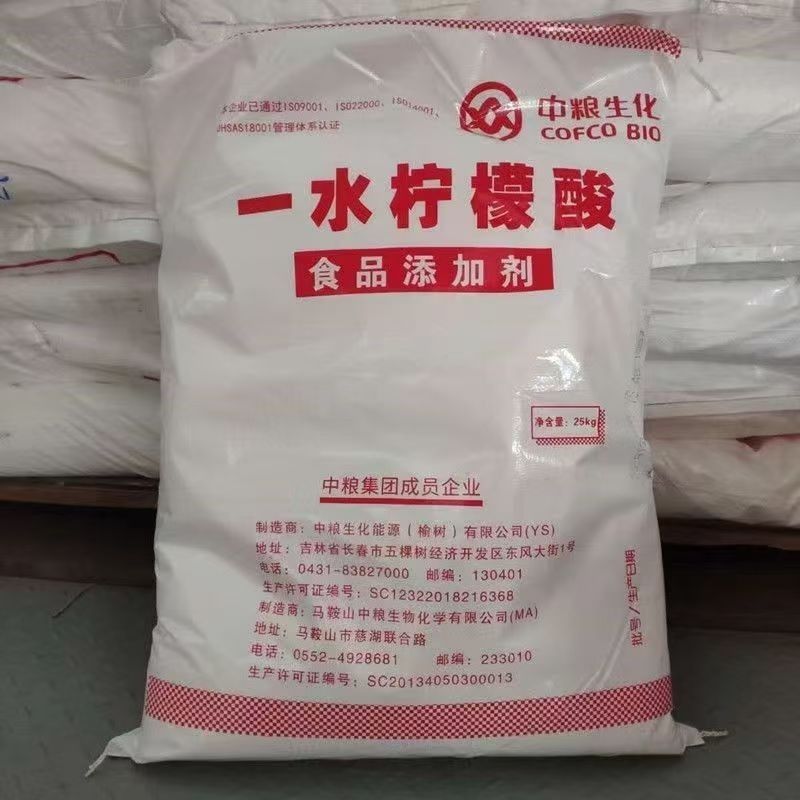 本企业已通过ISO9001、ISO22000、ISO14001、
OHSAS18001管理体系认证
中粮生化
COFCO BIO
一水柠檬酸
食品添加剂
净含量：25kg
中粮集团成员企业
制造商：中粮生化能源（榆树）有限公司(YS)
地址：吉林省长春市五棵树经济开发区东风大街1号
电话：0431-83827000 邮编：130401
生产许可证编号：SC12322018216368
制造商：马鞍山中粮生物化学有限公司(MA)
地址：马鞍山市慈湖联合路
电话：0552-4928681 邮编：233010
生产许可证编号：SC20134050300013
批号/生产日期